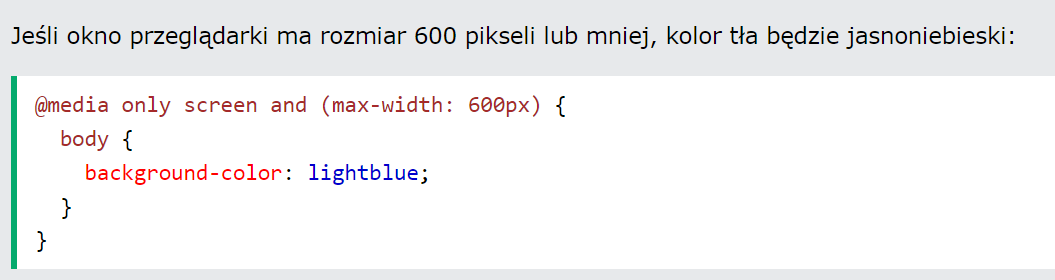 Jeśli okno przeglądarki ma rozmiar 600 pikseli lub mniej, kolor tła będzie jasnoniebieski:
@media only screen and (max-width: 600px) {
  body {
    background-color: lightblue;
  }
}